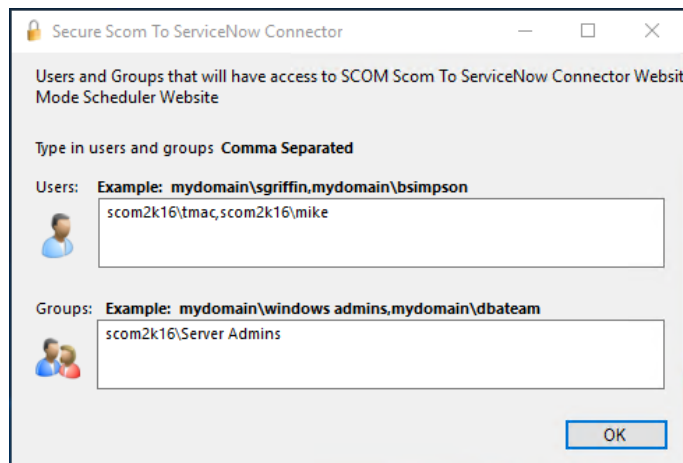 Secure Scom To ServiceNow Connector
Users and Groups that will have access to SCOM Scom To ServiceNow Connector Websit
Mode Scheduler Website
Type in users and groups Comma Separated
Users: Example: mydomain\sgriffin,mydomain\bsimpson
scom2k16\tmac,scom2k16\mike
Groups: Example: mydomain\windows admins,mydomain\dbateam
scom2k16\Server Admins
OK